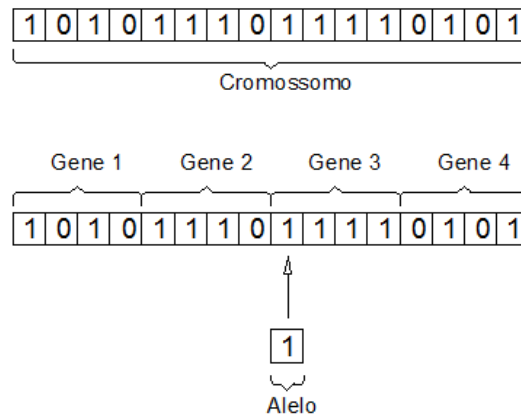 1 0 1 0 1 1 1 0 1 1 1 1 0 1 0 1
Cromossomo
Gene 1 Gene 2 Gene 3 Gene 4
1 0 1 0 1 1 1 0 1 1 1 1 0 1 0 1
1
Alelo